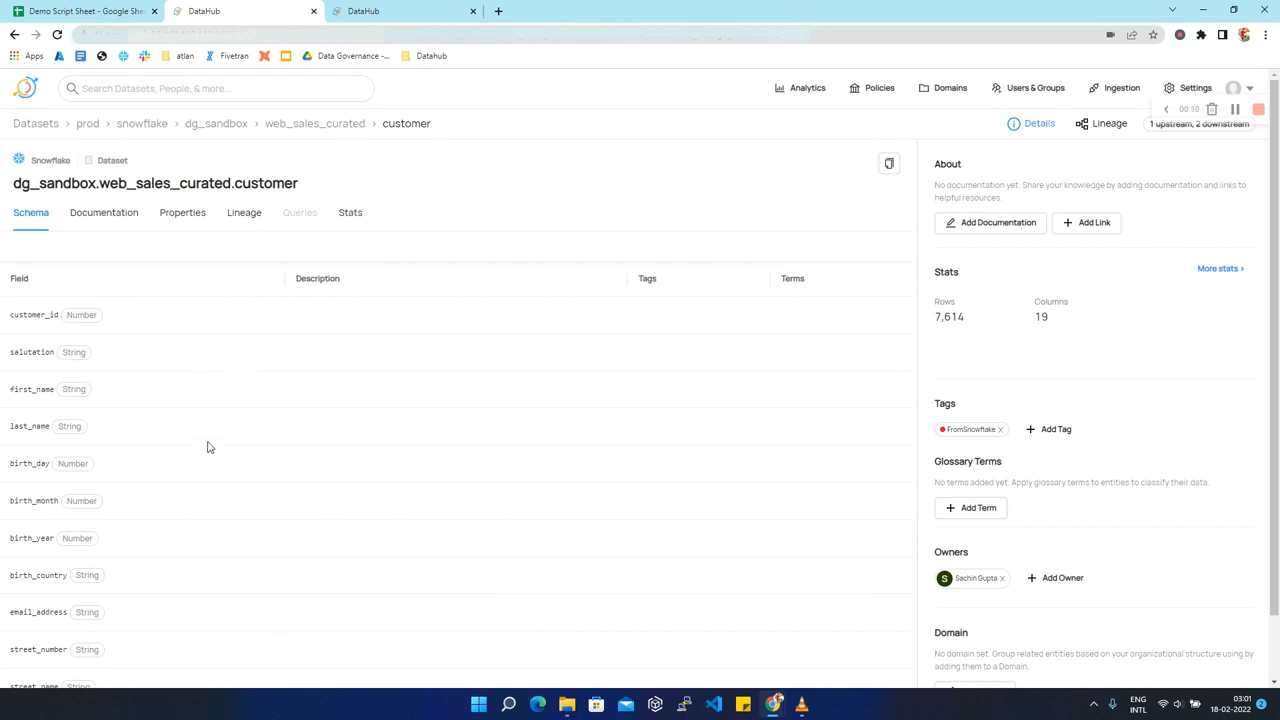 Demo Script Sheet - Google She
DataHub
DataHub
Apps
atlan
Fivetran
Data Governance -...
Datahub
Search Datasets, People, & more...
Analytics
Policies
Domains
Users & Groups
Ingestion
Settings
00:10
Datasets > prod > snowflake > dg_sandbox > web_sales_curated > customer
Details
Lineage
1 upstream, 2 downstream
Snowflake
Dataset
dg_sandbox.web_sales_curated.customer
Schema Documentation Properties Lineage Queries Stats
Field Description Tags Terms
customer_id Number
salutation String
first_name String
last_name String
birth_day Number
birth_month Number
birth_year Number
birth_country String
email_address String
street_number String
street_name String
About
No documentation yet. Share your knowledge by adding documentation and links to
helpful resources.
Add Documentation
+ Add Link
Stats
More stats >
Rows Columns
7,614 19
Tags
FromSnowflake
+ Add Tag
Glossary Terms
No terms added yet. Apply glossary terms to entities to classify their data.
+ Add Term
Owners
S Sachin Gupta
+ Add Owner
Domain
No domain set. Group related entities based on your organizational structure using by
adding them to a Domain.
ENG
INTL
03:01
18-02-2022
2